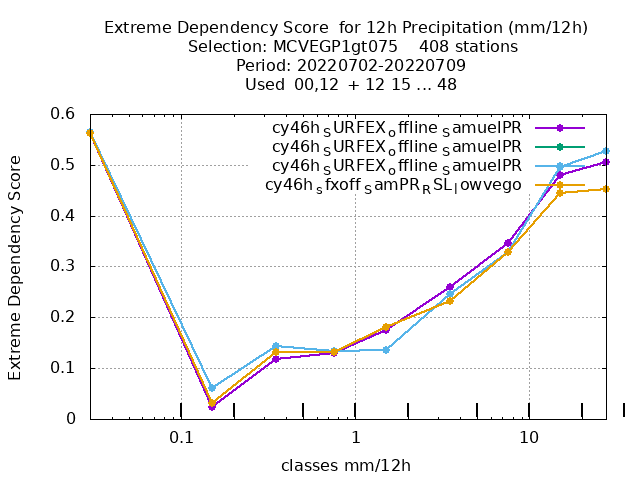 Extreme Dependency Score  for 12h Precipitation (mm/12h)
Selection: MCVEGP1gt075    408 stations
Period: 20220702-20220709
Used  00,12  + 12 15 ... 48
cy46h_SURFEX_offline_SamuelPR
cy46h_SURFEX_offline_SamuelPR
cy46h_SURFEX_offline_SamuelPR
cy46h_sfxoff_SamPR_RSL_lowvego
0.6
0.5
0.4
0.3
0.2
0.1
0
Extreme Dependency Score
0.1 1 10
classes mm/12h